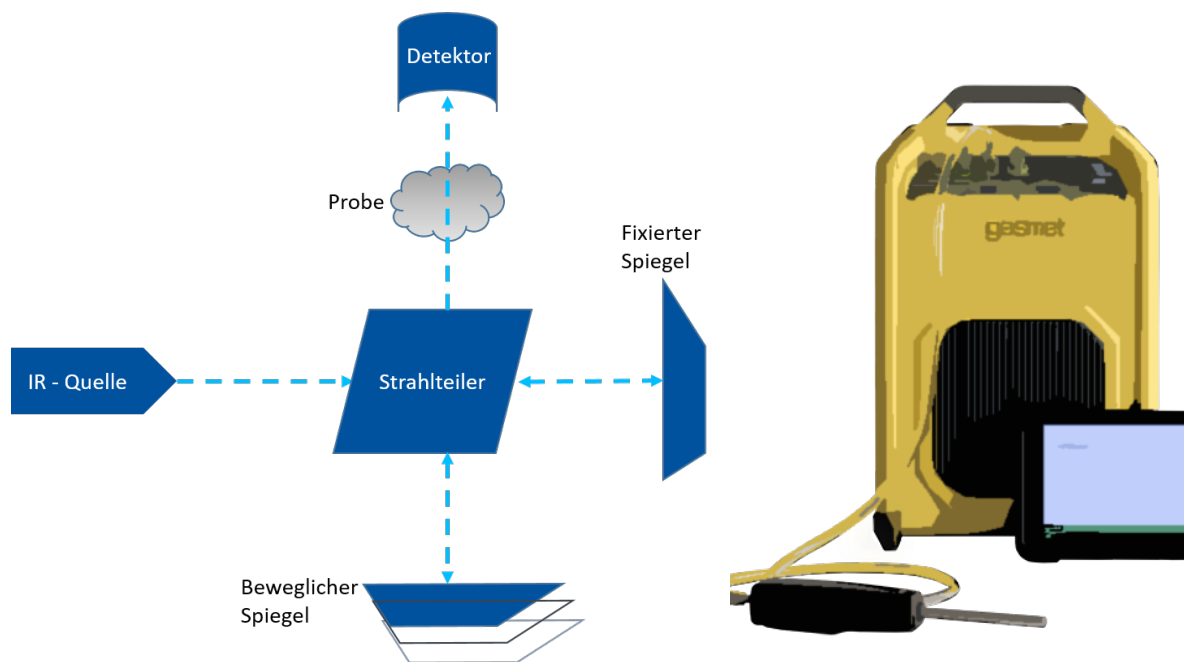 Detektor
Probe
Fixierter
Spiegel
IR - Quelle
Strahlteiler
Beweglicher
Spiegel
gasmet